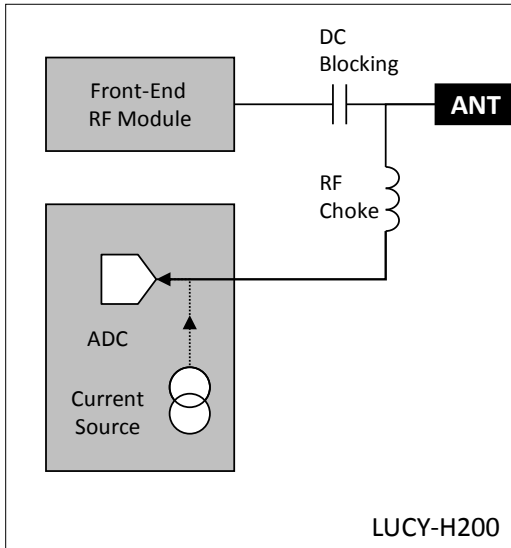 DC
Blocking
Front-End
RF Module
ANT
RF
Choke
ADC
Current
Source
LUCY-H200